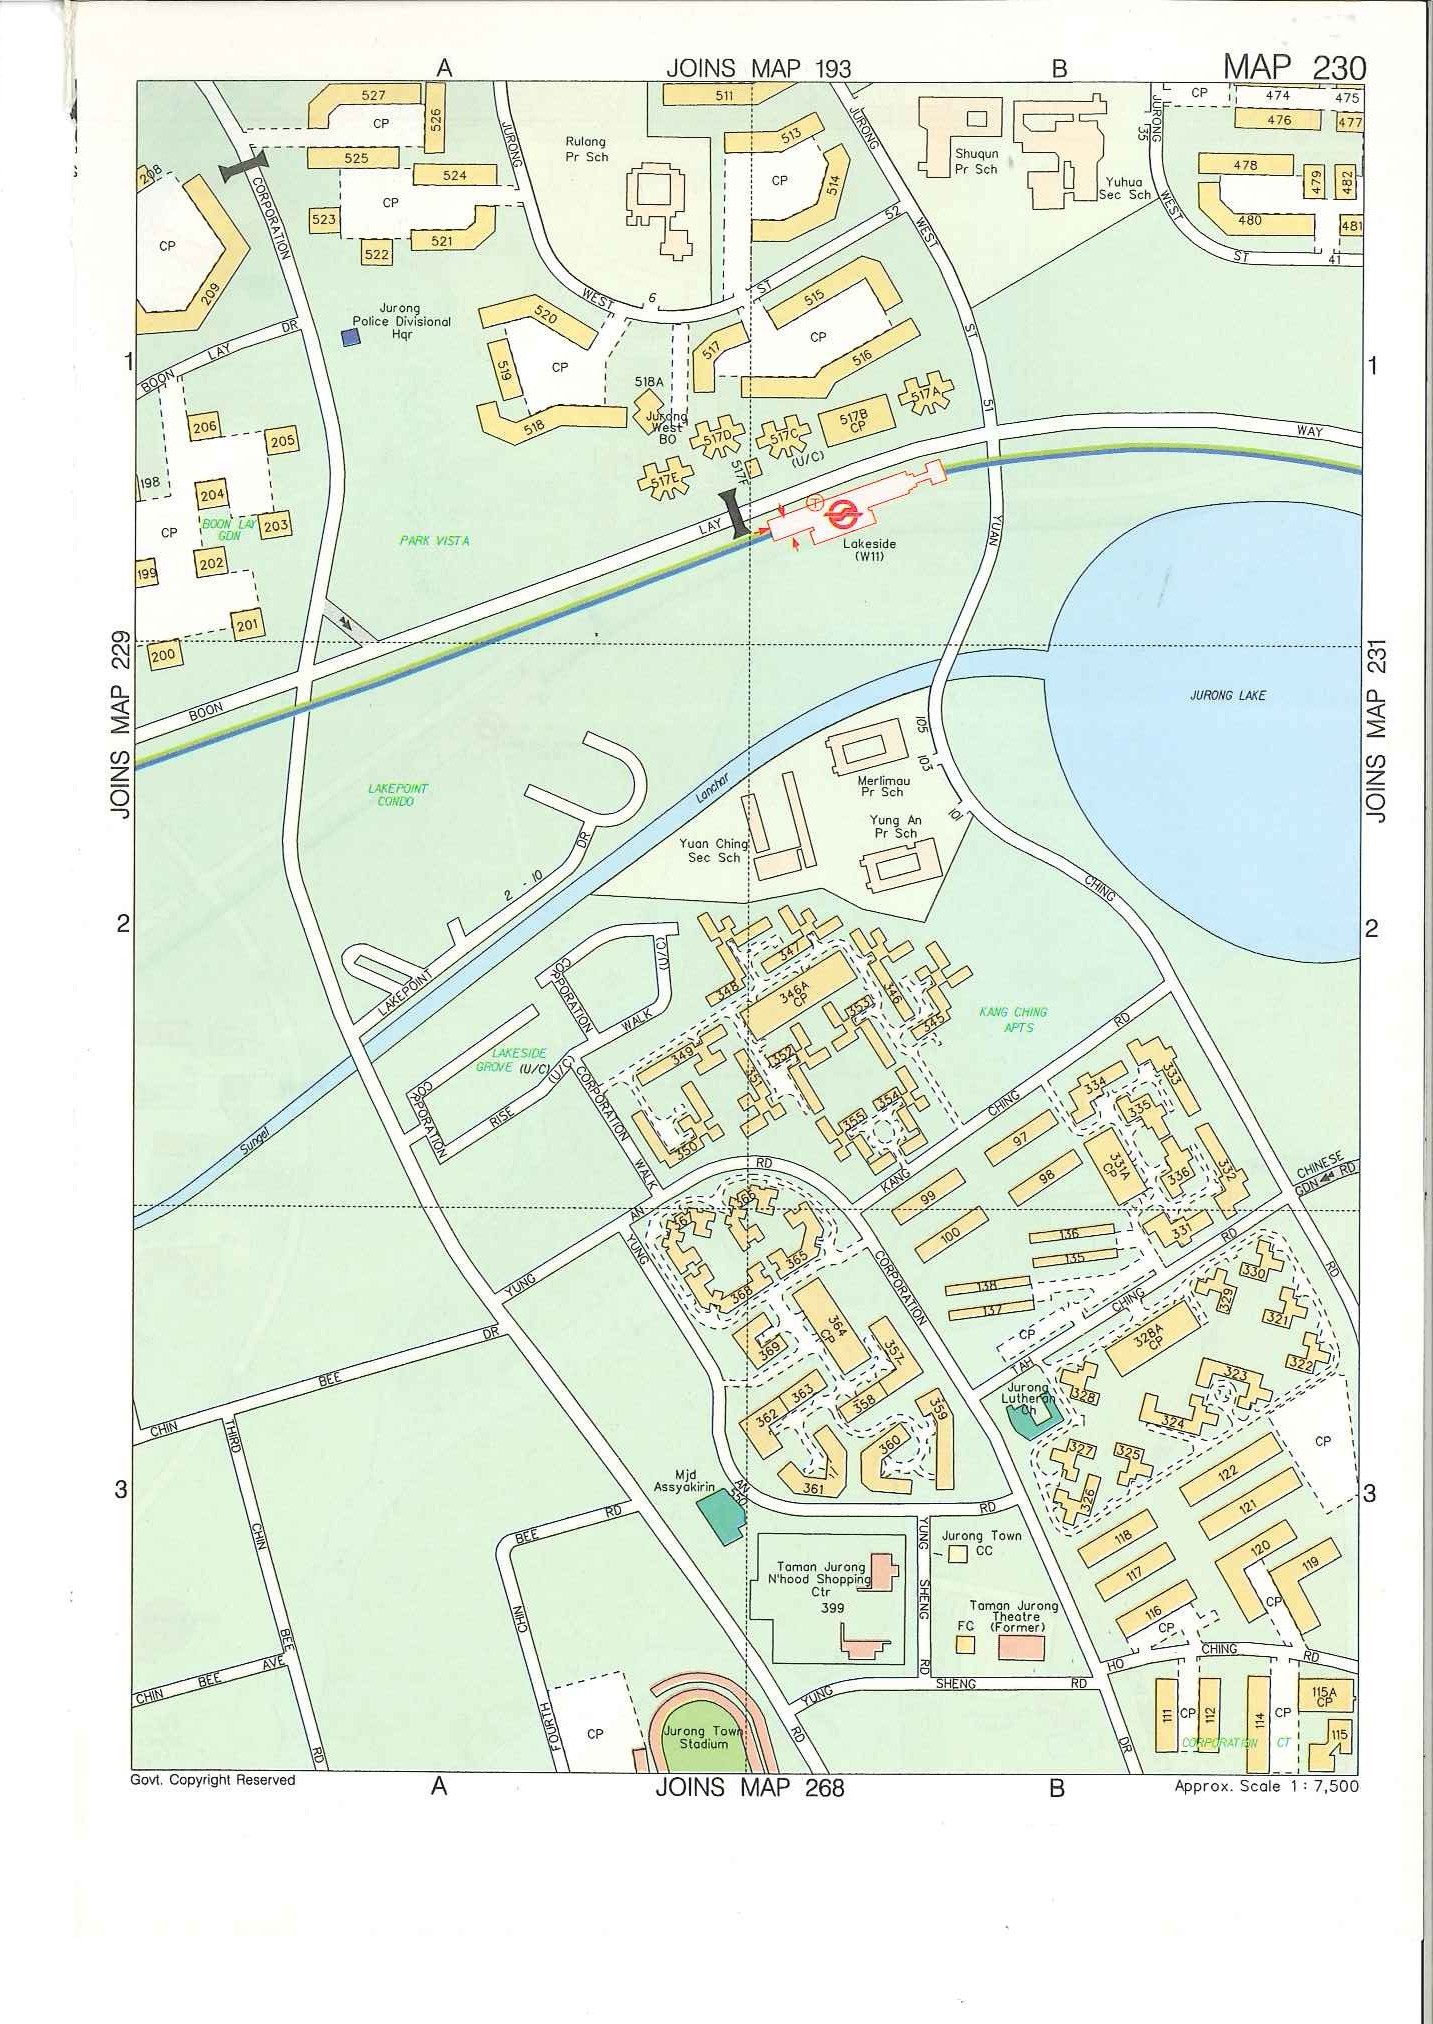 A
JOINS MAP 193
B
MAP 230
527
CP
526
525
524
CP
523
521
522
208
CP
209
CORPORATION
JURONG
Rulang
Pr Sch
511
513
CP
514
JURONG
Shuqun
Pr Sch
Yuhua
Sec Sch
JURONG
35
CP
474
475
476
477
478
479
482
480
481
WEST
ST
41
52
WEST
ST
51
Jurong
Police Divisional
Hqr
WEST
6
ST
515
CP
516
517
520
519
CP
518
518A
Jurong
West
BO
517A
517B
CP
517C
517D
(U/C)
517E
517F
1
1
BOON
LAY
DR
206
205
198
204
203
CP
BOON LAY
GDN
202
199
201
200
PARK VISTA
LAY
WAY
T
Lakeside
(W11)
YUAN
JOINS MAP 229
JOINS MAP 231
BOON
JURONG LAKE
105
103
101
Merlimau
Pr Sch
Yung An
Pr Sch
Yuan Ching
Sec Sch
Lanchar
LAKEPOINT
CONDO
DR
2 - 10
CHING
2
2
LAKEPOINT
CORPORATION
WALK
(U/C)
LAKESIDE
GROVE (U/C)
(U/C)
CORPORATION
RISE
CORPORATION
WALK
347
348
346A
CP
346
353
345
349
352
351
354
355
350
KANG CHING
APTS
RD
CHING
KANG
Sungei
334
333
335
97
98
331A
CP
336
332
99
100
331
CHINESE
GDN RD
RD
YUNG
AN
RD
YUNG
367
366
365
368
136
135
138
137
CORPORATION
RD
CHING
TAH
CP
330
329
321
328A
CP
322
323
328
324
CP
Jurong
Lutheran
Ch
327
325
326
364
CP
369
357
363
362
358
359
360
361
CHIN
BEE
DR
THIRD
CHIN
BEE
RD
3
3
Mjd
Assyakirin
AN
550
RD
122
121
118
120
119
117
116
CP
CP
BEE
RD
CHIN
FOURTH
Taman Jurong
N'hood Shopping
Ctr
399
YUNG
SHENG
RD
Jurong Town
CC
Taman Jurong
Theatre
(Former)
FC
HO
CHING
RD
CHIN
BEE
AVE
YUNG
SHENG
RD
CP
Jurong Town
Stadium
RD
DR
111
CP
112
114
CP
115A
CP
115
CORPORATION CT
Govt. Copyright Reserved
A
JOINS MAP 268
B
Approx. Scale 1 : 7,500